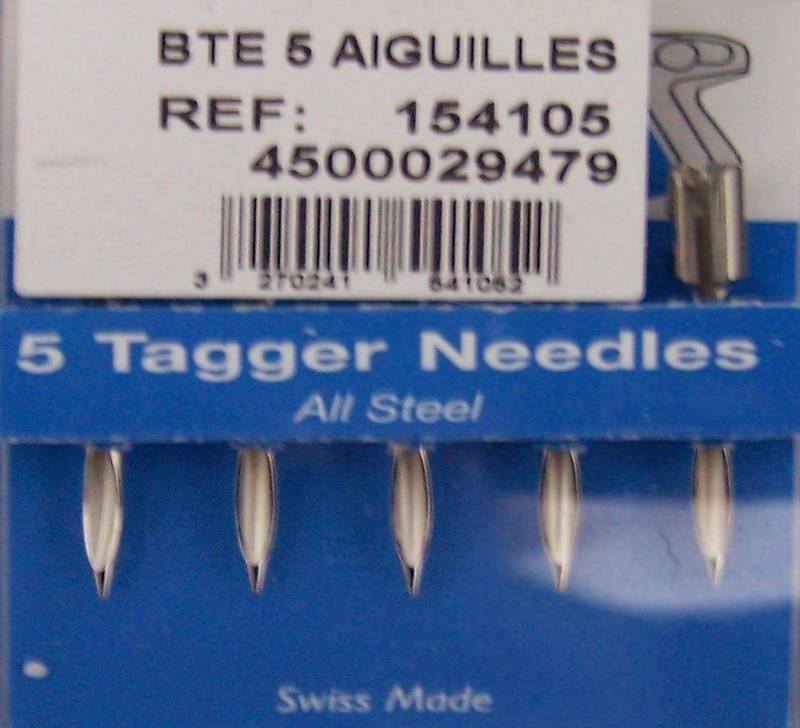 BTE 5 AIGUILLES
REF: 154105
4500029479
3 270241 541052
5 Tagger Needles
All Steel
Swiss Made